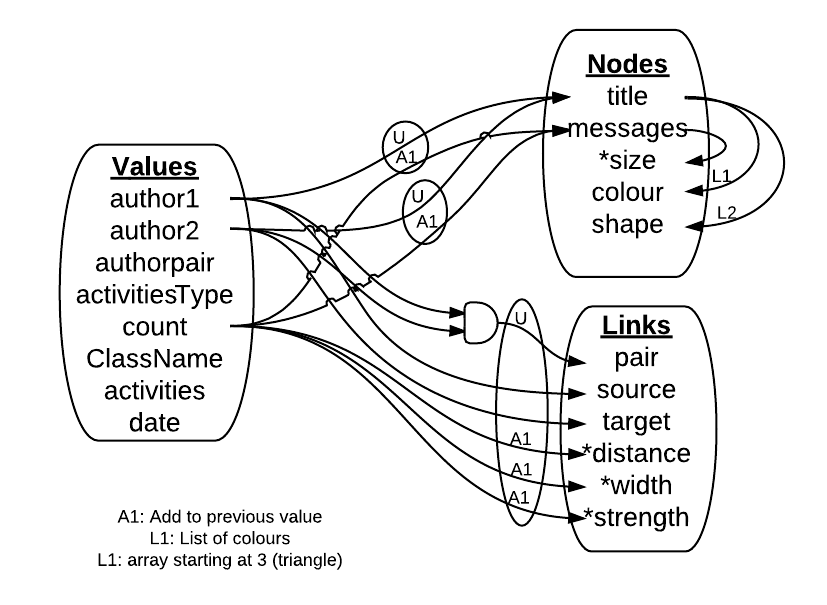 Values
author1
author2
authorpair
activitiesType
count
ClassName
activities
date
U
A1
U
A1
Nodes
title
messages
*size
colour
shape
L1
L2
U
A1
A1
A1
Links
pair
source
target
*distance
*width
*strength
A1: Add to previous value
L1: List of colours
L1: array starting at 3 (triangle)